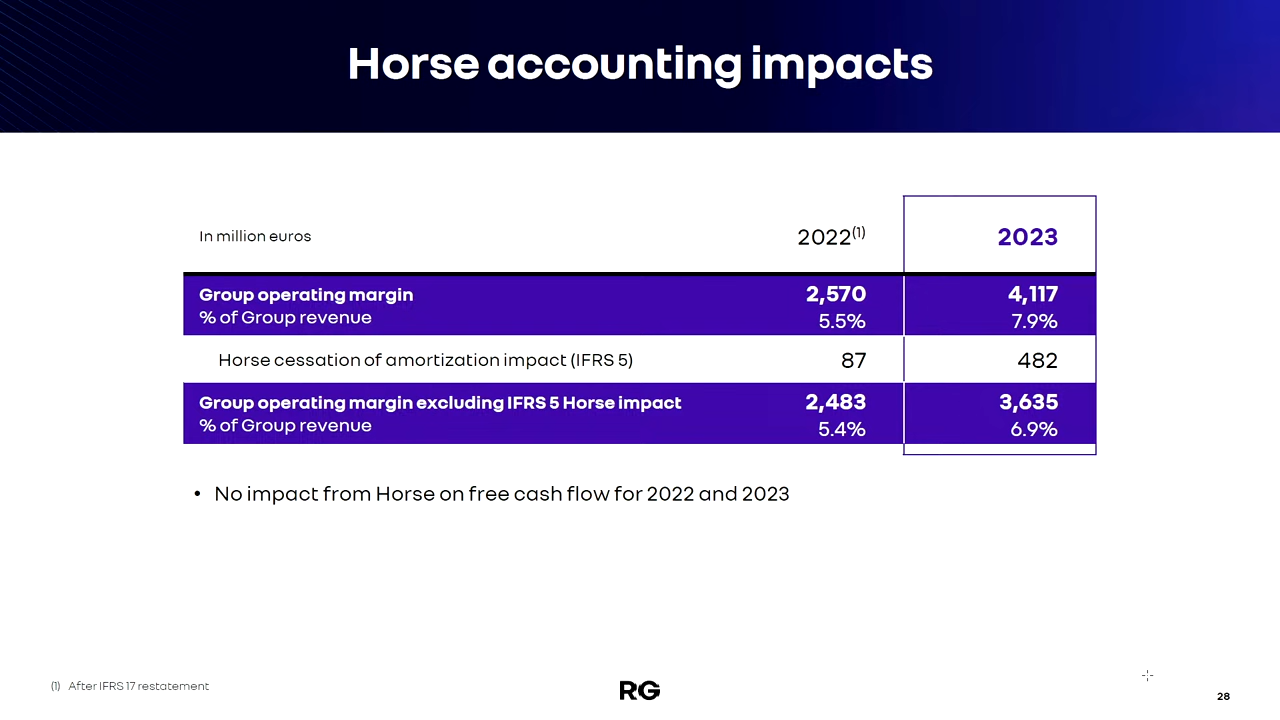 Horse accounting impacts
In million euros 2022(1) 2023
Group operating margin 2,570 4,117
% of Group revenue 5.5% 7.9%
Horse cessation of amortization impact (IFRS 5) 87 482
Group operating margin excluding IFRS 5 Horse impact 2,483 3,635
% of Group revenue 5.4% 6.9%
• No impact from Horse on free cash flow for 2022 and 2023
(1) After IFRS 17 restatement
RG
28